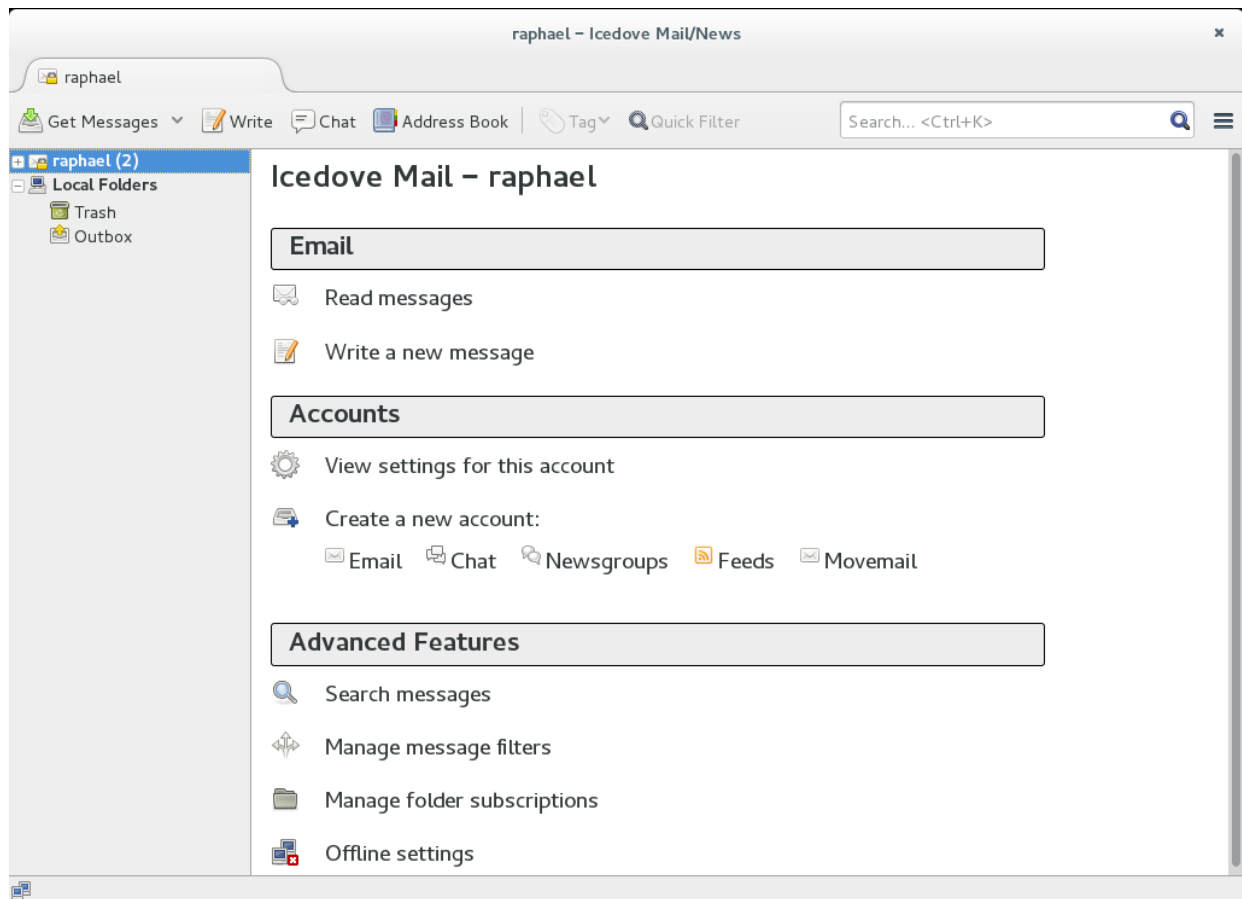 raphael – Icedove Mail/News
raphael
Get Messages Write Chat Address Book Tag Quick Filter Search... <Ctrl+K>
raphael (2)
Local Folders
Trash
Outbox
Icedove Mail – raphael
Email
Read messages
Write a new message
Accounts
View settings for this account
Create a new account:
Email Chat Newsgroups Feeds Movemail
Advanced Features
Search messages
Manage message filters
Manage folder subscriptions
Offline settings